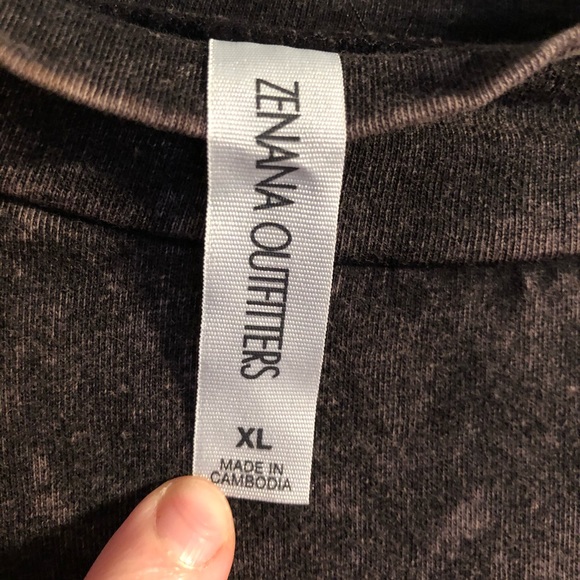 ZENANA OUTFITTERS
XL
MADE IN
CAMBODIA